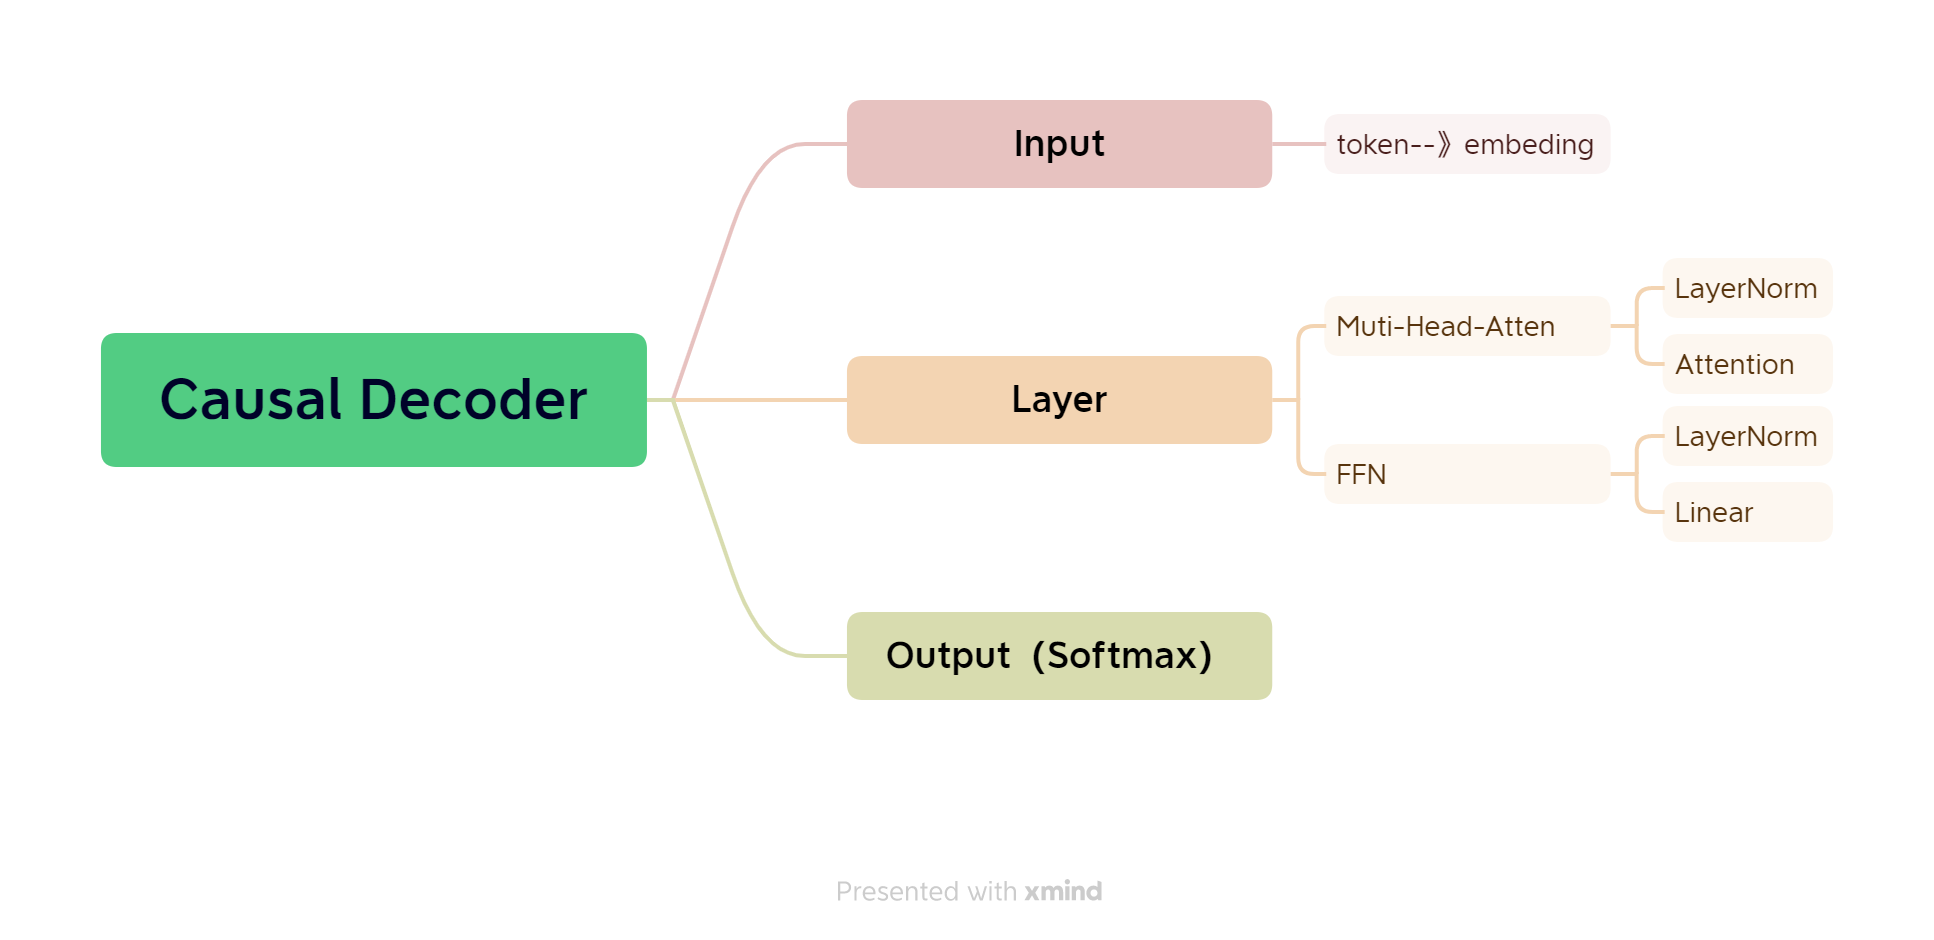 Causal Decoder
Input
token--》embeding
Layer
Muti-Head-Atten
LayerNorm
Attention
FFN
LayerNorm
Linear
Output（Softmax）
Presented with xmind